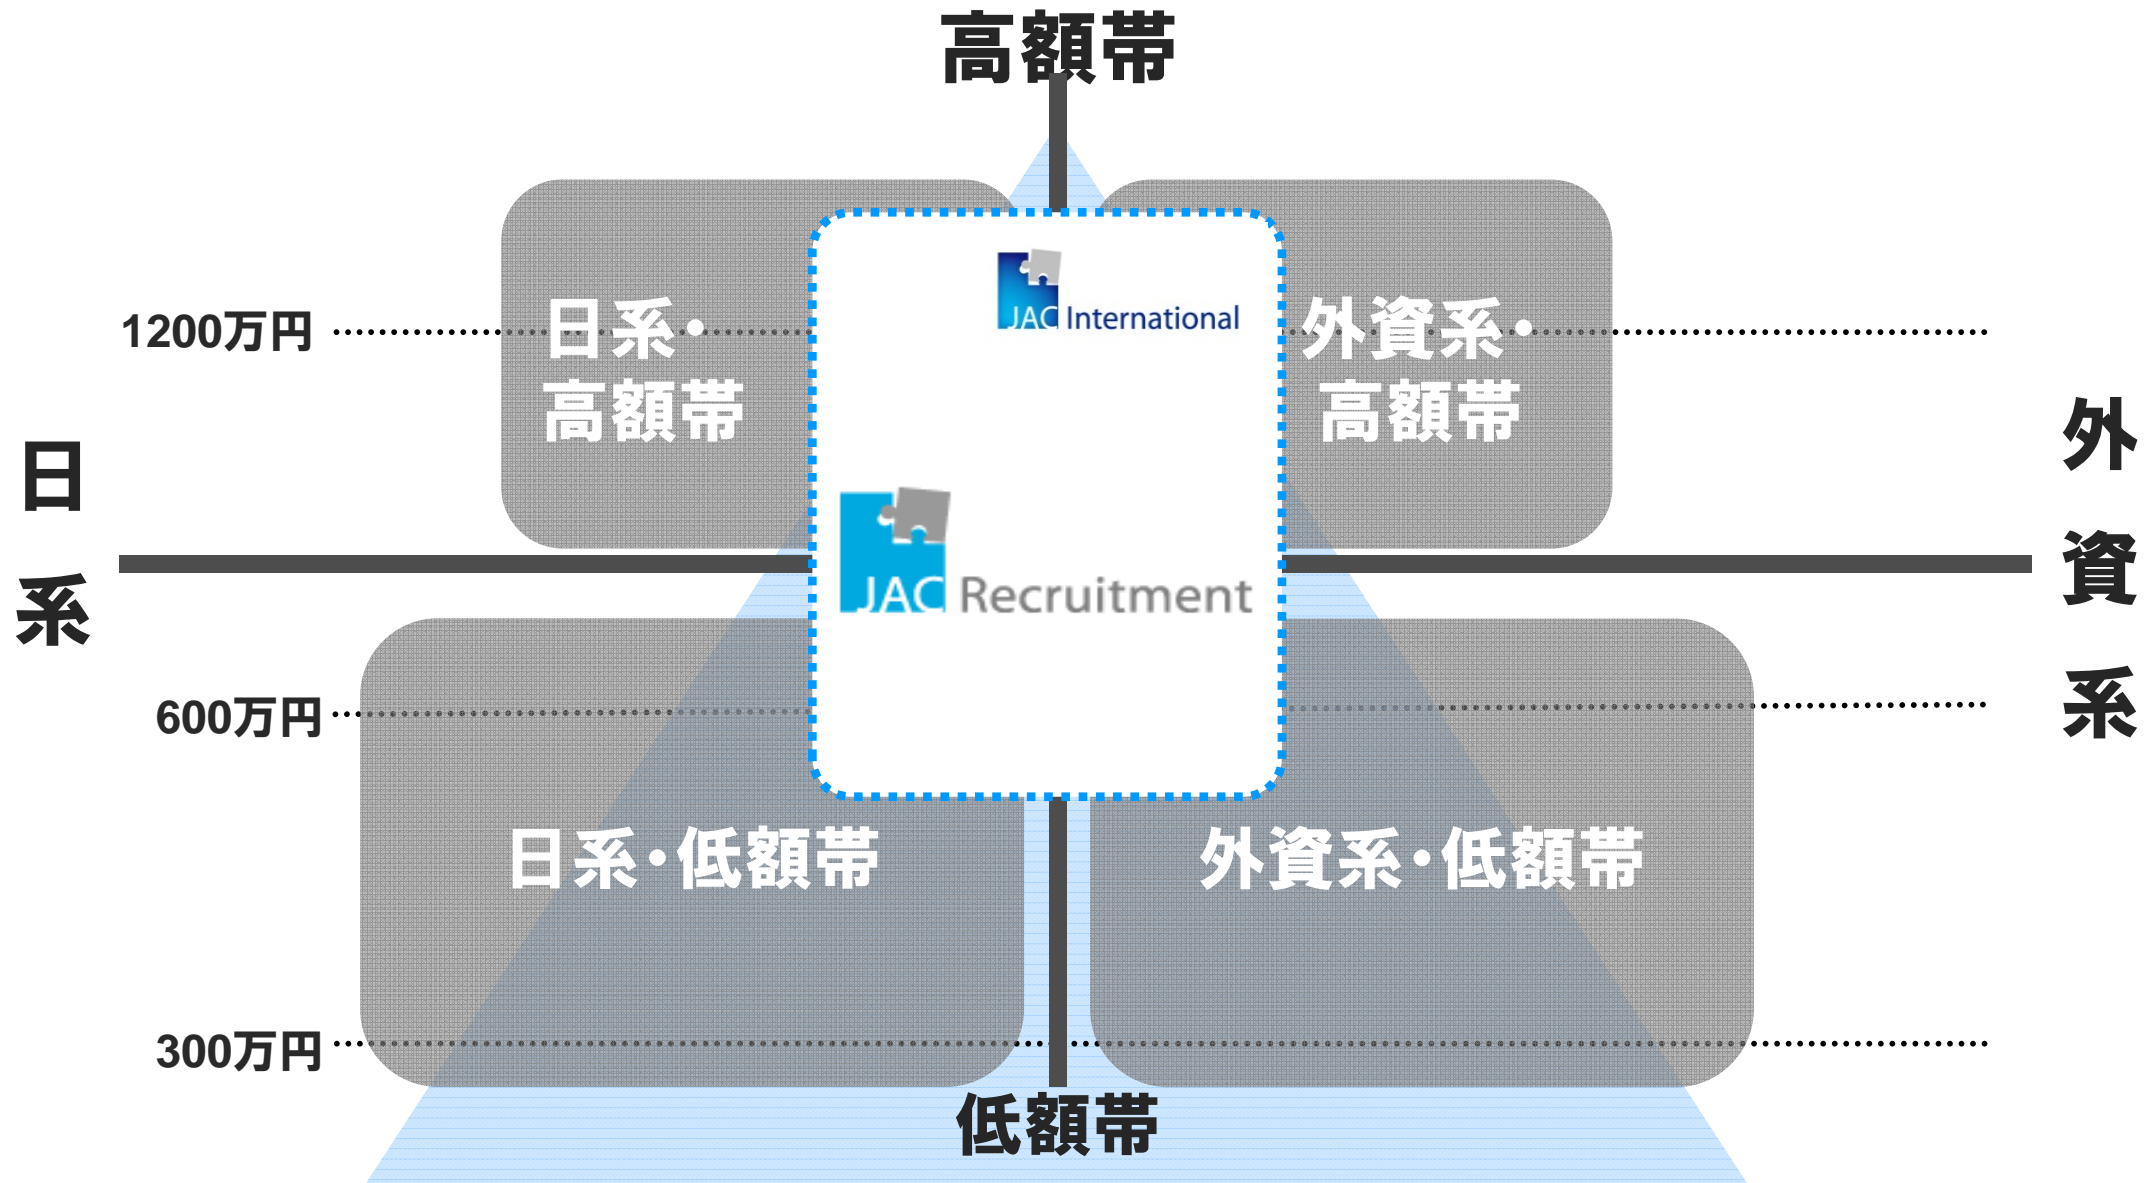 高額帯
JAC International
1200万円
日系・
高額帯
外資系・
高額帯
日系
外資系
JAC Recruitment
600万円
日系・低額帯
外資系・低額帯
300万円
低額帯